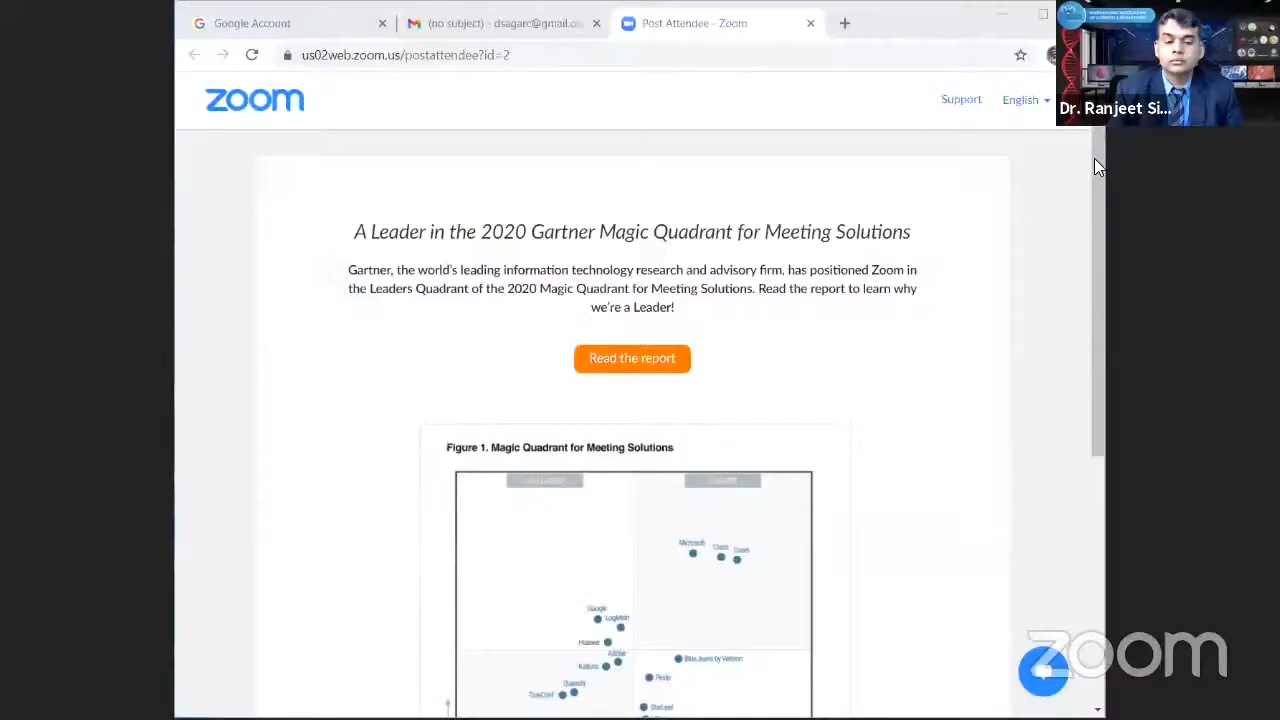 Google Account
subject) - osagarc@gmail.co
Post Attendee - Zoom
us02web.zoom.us/postattendee?id=2
zoom
Support
English
Dr. Ranjeet Si...
A Leader in the 2020 Gartner Magic Quadrant for Meeting Solutions
Gartner, the world's leading information technology research and advisory firm, has positioned Zoom in
the Leaders Quadrant of the 2020 Magic Quadrant for Meeting Solutions. Read the report to learn why
we're a Leader!
Read the report
Figure 1. Magic Quadrant for Meeting Solutions
Microsoft
Cisco
Zoom
Google
LogMeIn
Huawei
Adobe
Kaltura
BlueJeans by Verizon
Pexip
TrueConf
StarLeaf
zoom